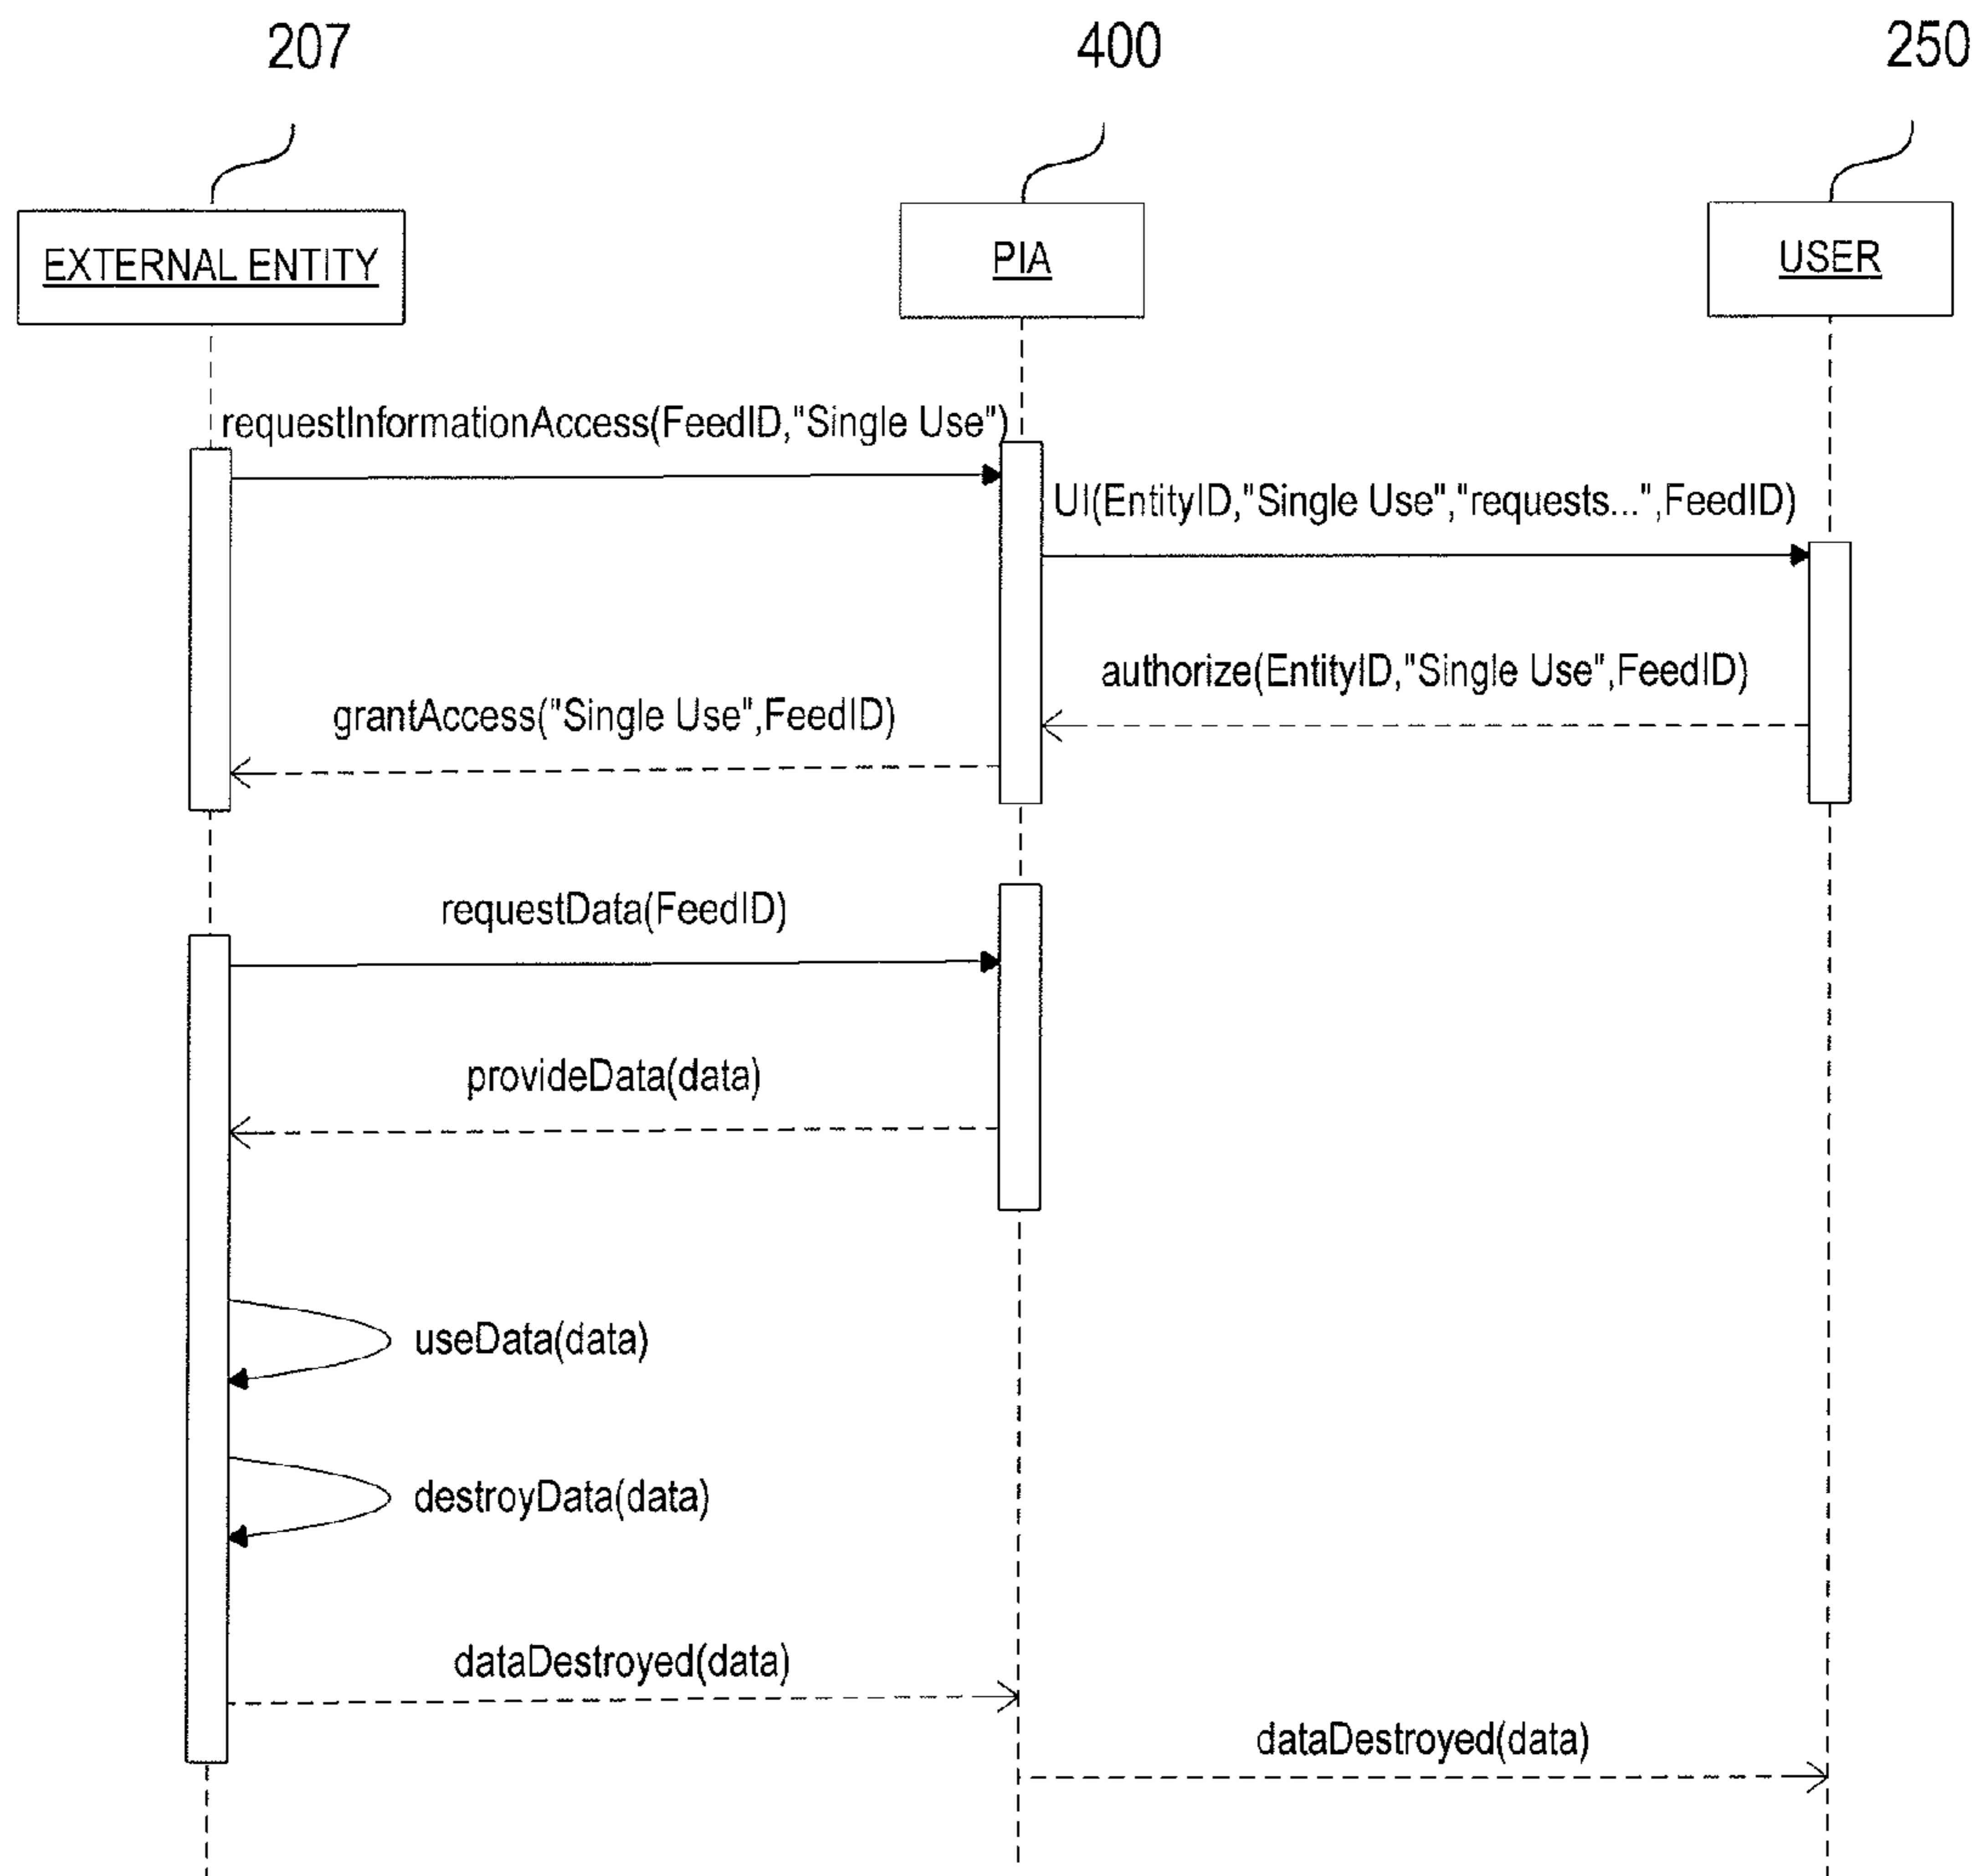 207
400
250
EXTERNAL ENTITY
PIA
USER
requestInformationAccess(FeedID,"Single Use")
UI(EntityID,"Single Use","requests...",FeedID)
authorize(EntityID,"Single Use",FeedID)
grantAccess("Single Use",FeedID)
requestData(FeedID)
provideData(data)
useData(data)
destroyData(data)
dataDestroyed(data)
dataDestroyed(data)